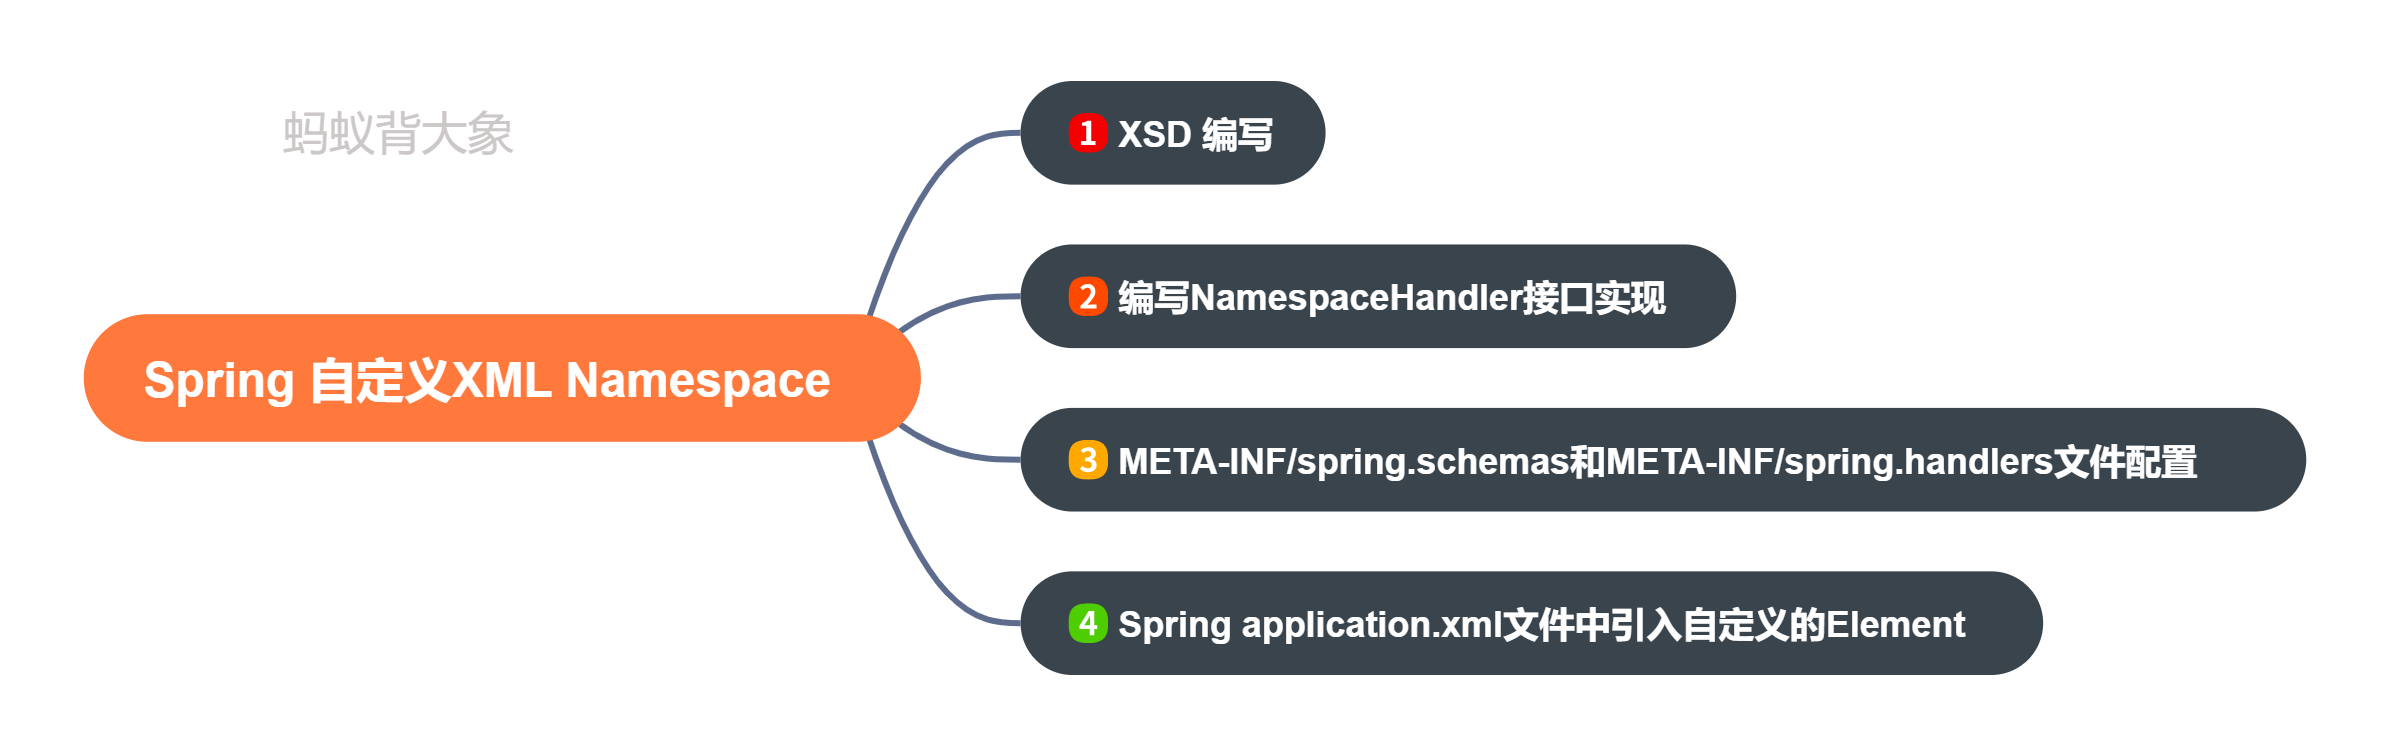 蚂蚁背大象
Spring 自定义XML Namespace
1 XSD 编写
2 编写NamespaceHandler接口实现
3 META-INF/spring.schemas和META-INF/spring.handlers文件配置
4 Spring application.xml文件中引入自定义的Element